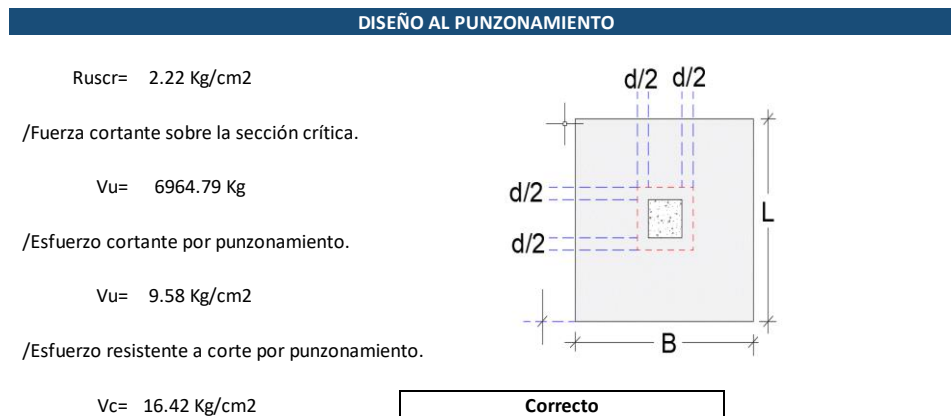 DISEÑO AL PUNZONAMIENTO
Ruscr= 2.22 Kg/cm2
/Fuerza cortante sobre la sección crítica.
Vu= 6964.79 Kg
/Esfuerzo cortante por punzonamiento.
Vu= 9.58 Kg/cm2
/Esfuerzo resistente a corte por punzonamiento.
Vc= 16.42 Kg/cm2
Correcto
d/2 d/2
d/2
d/2
L
B